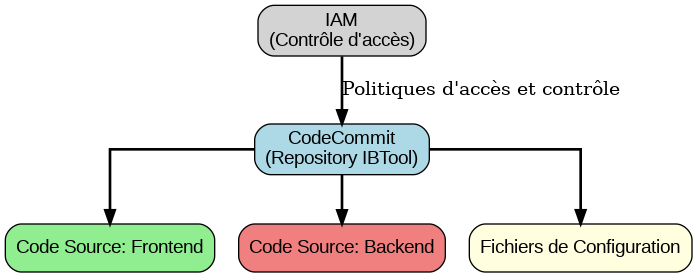 IAM
(Contrôle d'accès)
Politiques d'accès et contrôle
CodeCommit
(Repository IBTool)
Code Source: Frontend
Code Source: Backend
Fichiers de Configuration